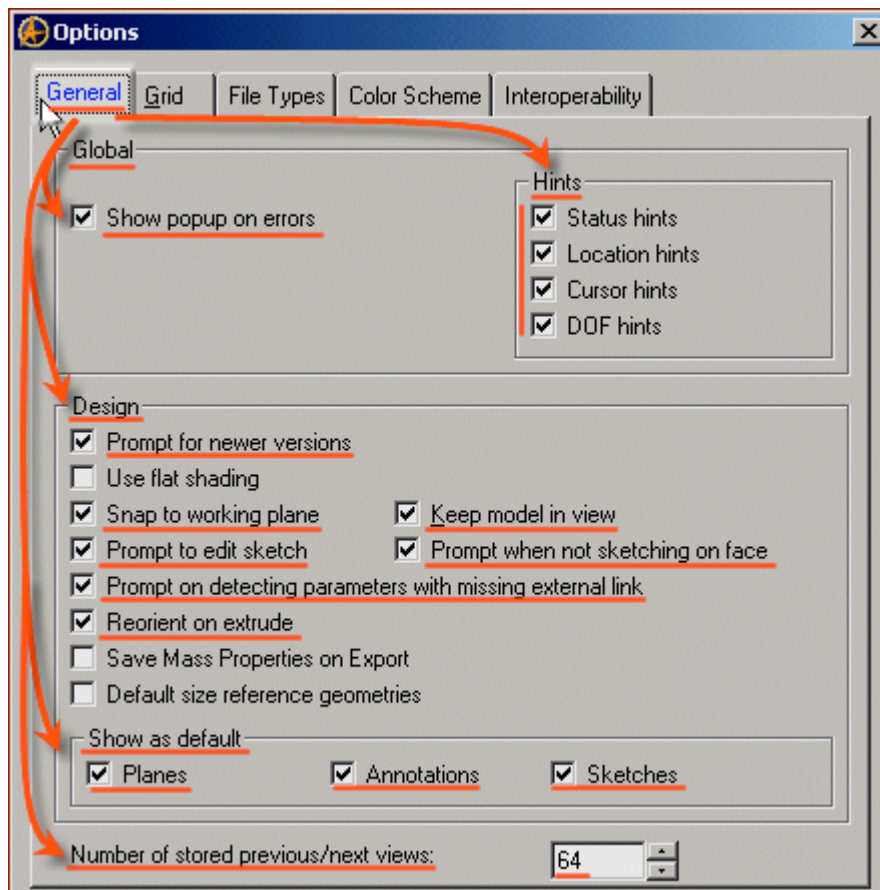 Options
General Grid File Types Color Scheme Interoperability
Global
Hints
Show popup on errors
Status hints
Location hints
Cursor hints
DOF hints
Design
Prompt for newer versions
Use flat shading
Snap to working plane Keep model in view
Prompt to edit sketch Prompt when not sketching on face
Prompt on detecting parameters with missing external link
Reorient on extrude
Save Mass Properties on Export
Default size reference geometries
Show as default
Planes Annotations Sketches
Number of stored previous/next views: 64